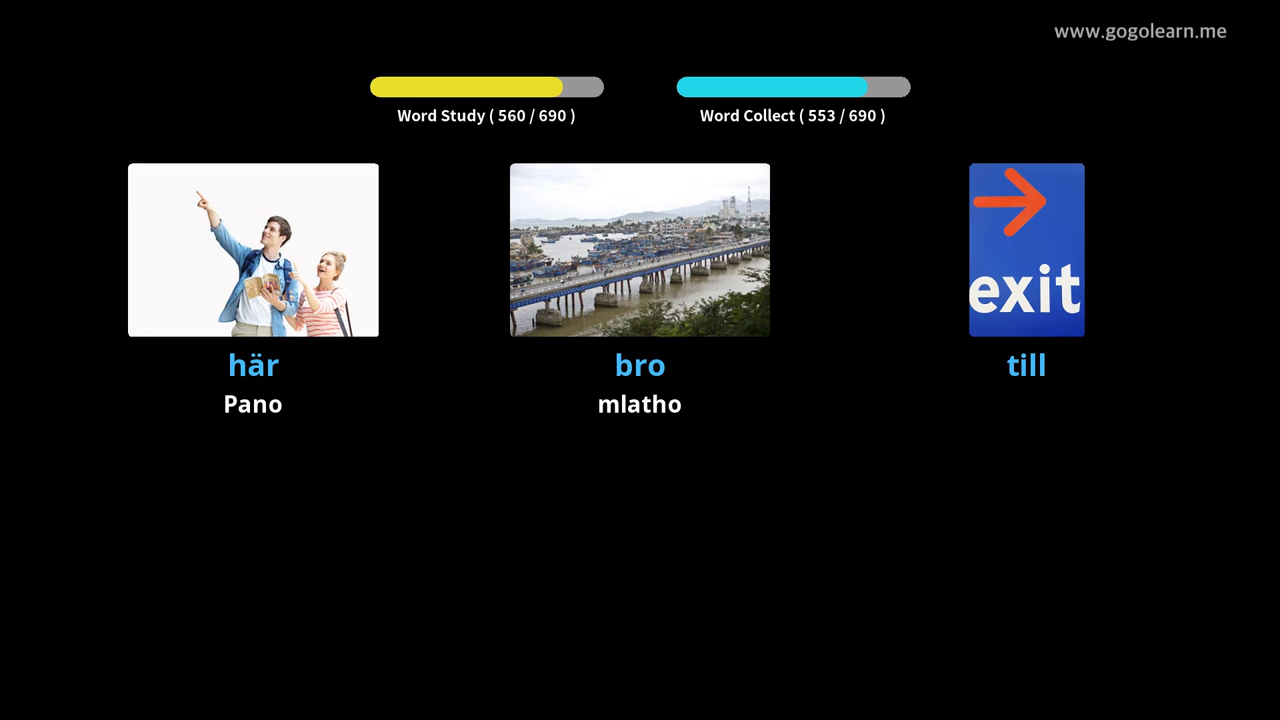 www.gogolearn.me
Word Study ( 560 / 690 )
Word Collect ( 553 / 690 )
exit
här
bro
till
Pano
mlatho